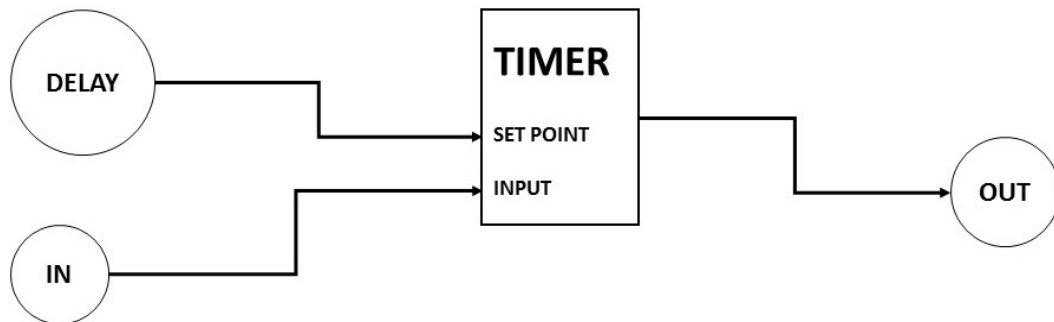 DELAY
TIMER
SET POINT
INPUT
IN
OUT